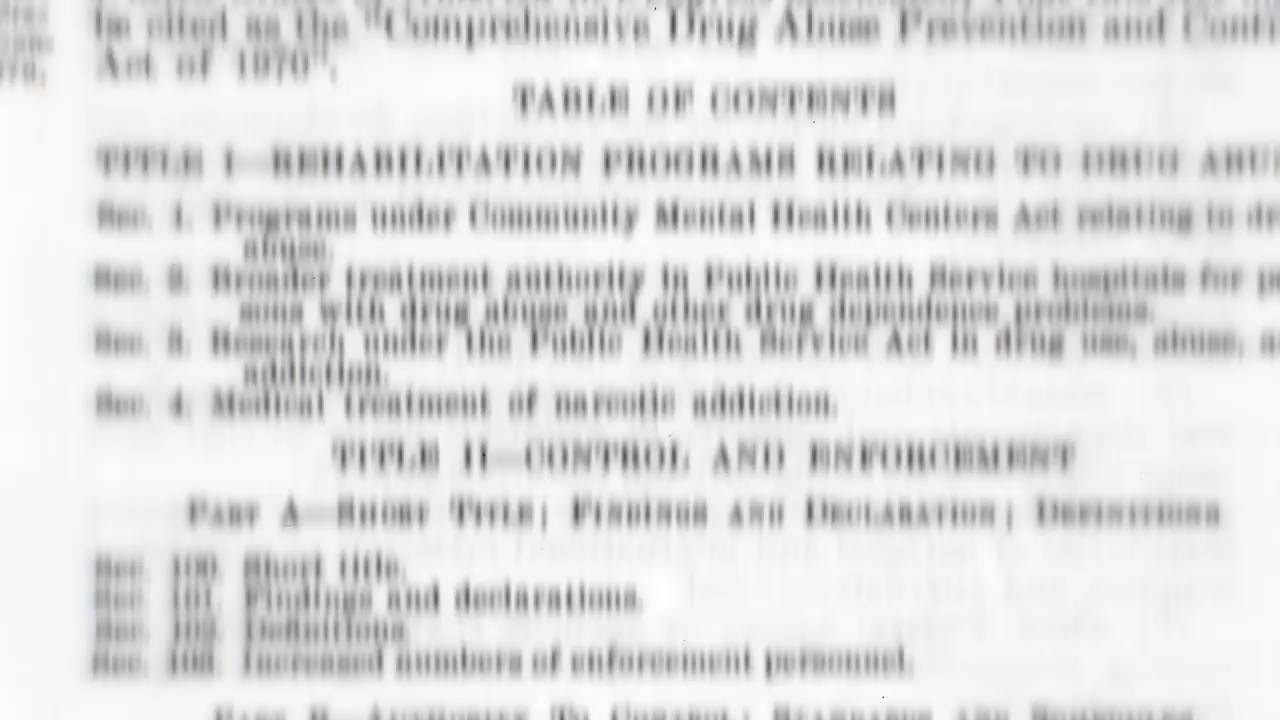 be cited as the "Comprehensive Drug Abuse Prevention and
Act of 1970".
TABLE OF CONTENTS
TITLE I—REHABILITATION PROGRAMS RELATING TO DRUG
Sec. 1. Programs under Community Mental Health Centers Act relating to
abuse.
Sec. 2. Broader treatment authority in Public Health Service hospitals for
sons with drug abuse and other drug dependence problems.
Sec. 3. Research under the Public Health Service Act in drug use, abuse,
addiction.
Sec. 4. Medical treatment of narcotic addiction.
TITLE II—CONTROL AND ENFORCEMENT
PART A—SHORT TITLE; FINDINGS AND DECLARATION; DEFINITIONS
Sec. 100. Short title.
Sec. 101. Findings and declarations.
Sec. 102. Definitions.
Sec. 103. Increased numbers of enforcement personnel.